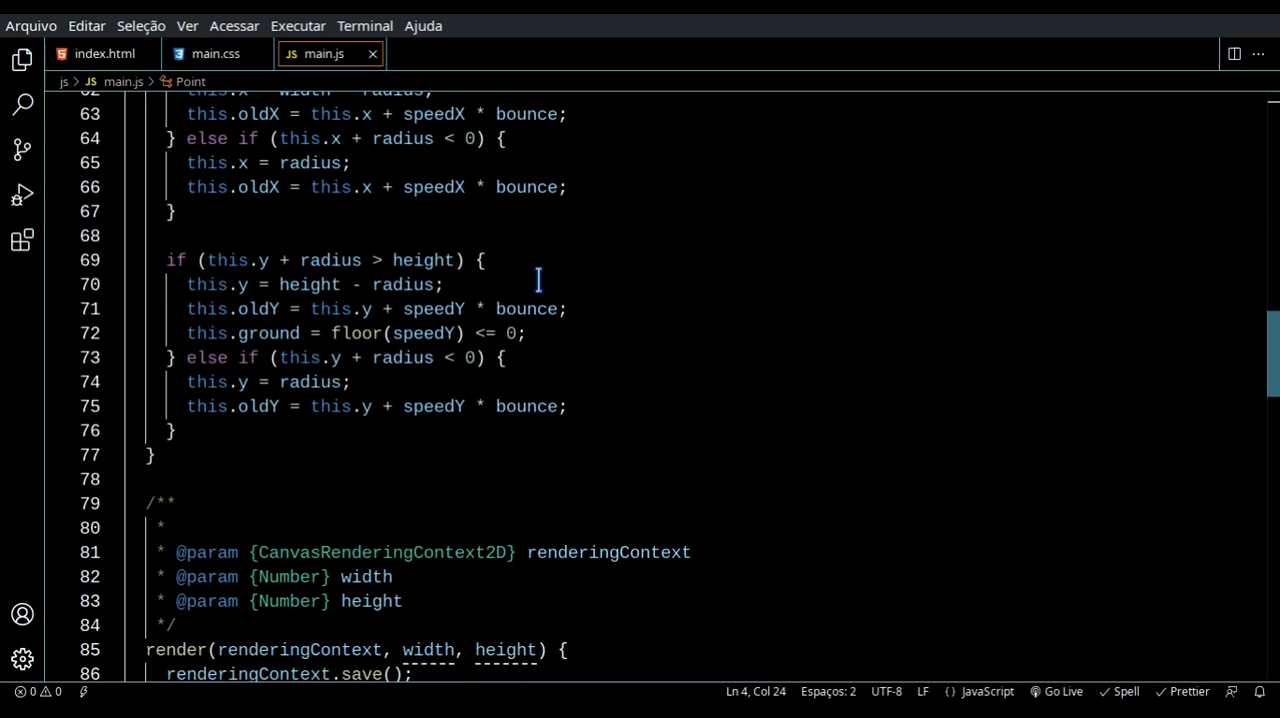 Arquivo Editar Seleção Ver Acessar Executar Terminal Ajuda
index.html main.css JS main.js
js > JS main.js > Point
62 this.x = width - radius;
63 this.oldX = this.x + speedX * bounce;
64 } else if (this.x + radius < 0) {
65 this.x = radius;
66 this.oldX = this.x + speedX * bounce;
67 }
68
69 if (this.y + radius > height) {
70 this.y = height - radius;
71 this.oldY = this.y + speedY * bounce;
72 this.ground = floor(speedY) <= 0;
73 } else if (this.y + radius < 0) {
74 this.y = radius;
75 this.oldY = this.y + speedY * bounce;
76 }
77 }
78
79 /**
80 *
81 * @param {CanvasRenderingContext2D} renderingContext
82 * @param {Number} width
83 * @param {Number} height
84 */
85 render(renderingContext, width, height) {
86 renderingContext.save();
0 0 Ln 4, Col 24 Espaços: 2 UTF-8 LF {} JavaScript Go Live Spell Prettier